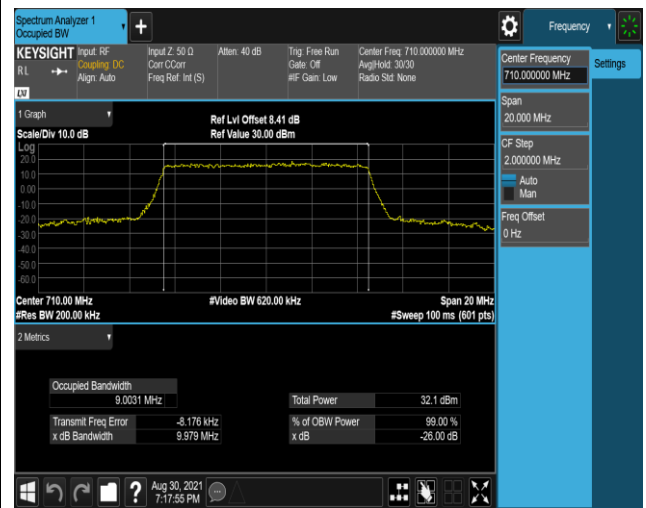 Spectrum Analyzer 1
Occupied BW
Frequency
KEYSIGHT
RL
LXI
Input: RF
Coupling: DC
Align: Auto
Input Z: 50 Ω
Corr CCorr
Freq Ref: Int (S)
Atten: 40 dB
Trig: Free Run
Gate: Off
#IF Gain: Low
Center Freq: 710.000000 MHz
Avg|Hold: 30/30
Radio Std: None
Center Frequency
710.000000 MHz
Settings
Span
20.000 MHz
CF Step
2.000000 MHz
Auto
Man
Freq Offset
0 Hz
1 Graph
Scale/Div 10.0 dB
Ref Lvl Offset 8.41 dB
Ref Value 30.00 dBm
Log
20.0
10.0
0.00
-10.0
-20.0
-30.0
-40.0
-50.0
-60.0
Center 710.00 MHz
#Video BW 620.00 kHz
Span 20 MHz
#Res BW 200.00 kHz
#Sweep 100 ms (601 pts)
2 Metrics
Occupied Bandwidth
9.0031 MHz
Total Power 32.1 dBm
Transmit Freq Error -8.176 kHz
% of OBW Power 99.00 %
x dB Bandwidth 9.979 MHz
x dB -26.00 dB
?
Aug 30, 2021
7:17:55 PM